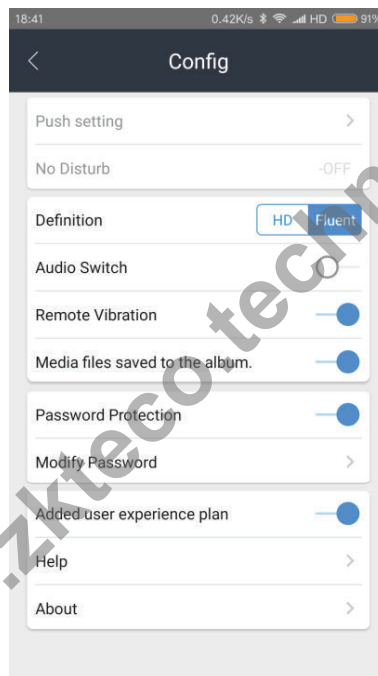 18:41 0.42K/s HD 91%
Config
Push setting
No Disturb -OFF
Definition HD Fluent
Audio Switch
Remote Vibration
Media files saved to the album.
Password Protection
Modify Password
Added user experience plan
Help
About
.zkteco.techn